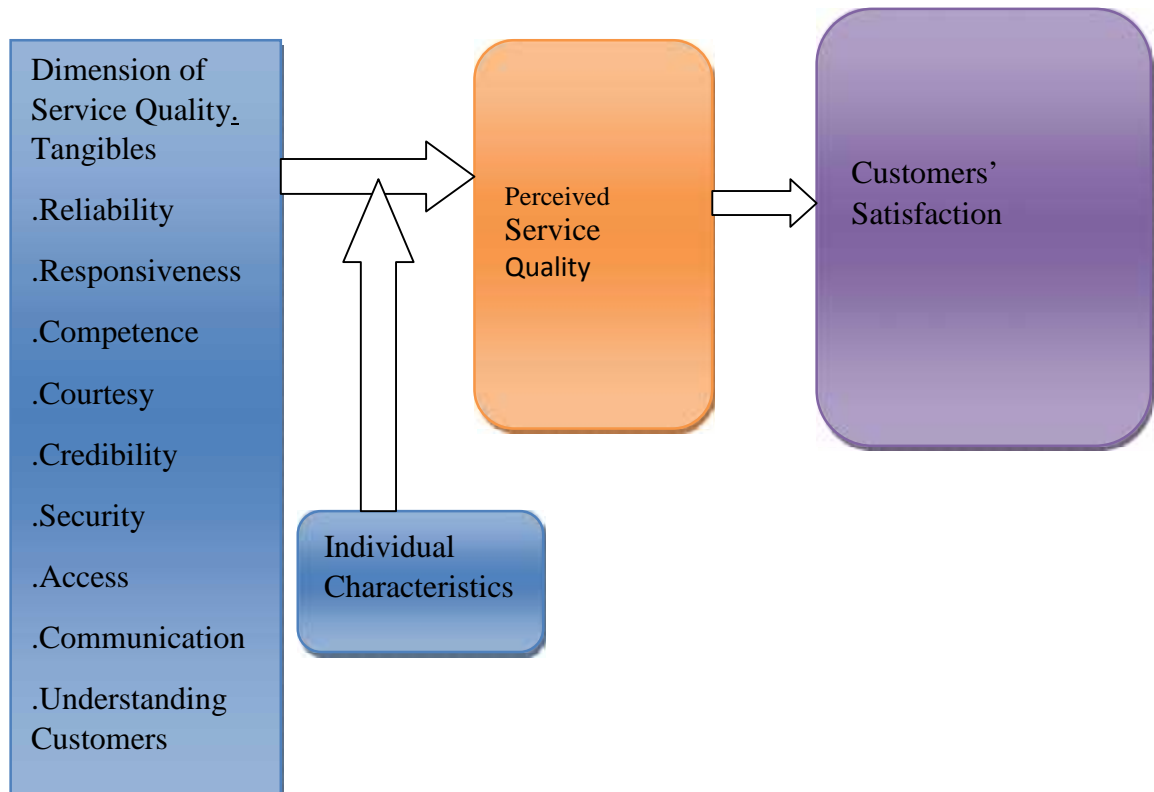 Dimension of
Service Quality.
Tangibles
.Reliability
.Responsiveness
.Competence
.Courtesy
.Credibility
.Security
.Access
.Communication
.Understanding
Customers
Individual
Characteristics
Perceived
Service
Quality
Customers’
Satisfaction